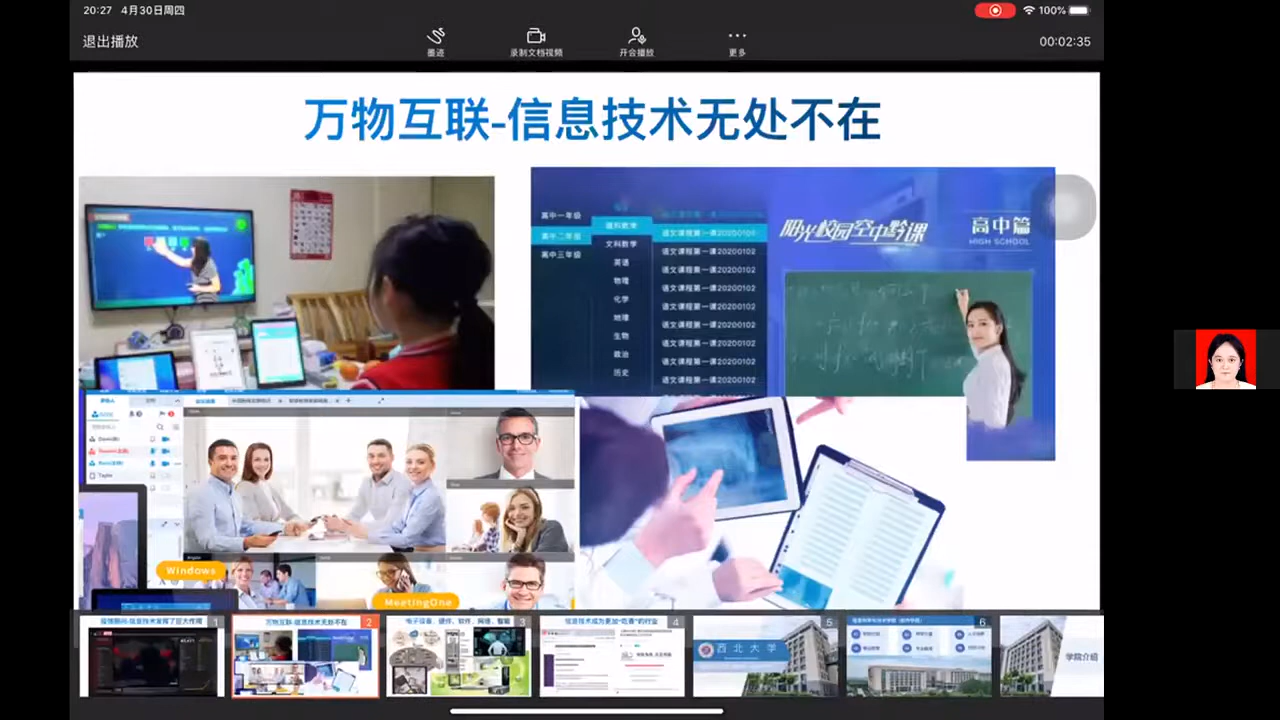 20:27 4月30日周四
100%
退出播放
墨迹
录制文档视频
开会播放
更多
00:02:35
万物互联-信息技术无处不在
高中一年级
高中二年级
高中三年级
理科数学
文科数学
英语
物理
化学
地理
生物
政治
历史
语文课程第一课20200101
语文课程第一课20200102
语文课程第一课20200102
语文课程第一课20200102
语文课程第一课20200102
语文课程第一课20200102
语文课程第一课20200102
语文课程第一课20200102
语文课程第一课20200102
阳光校园空中黔课
高中篇
HIGH SCHOOL
Windows
MeetingOne
疫情期间-信息技术发挥了巨大作用 1
万物互联-信息技术无处不在 2
电子设备、硬件、软件、网络、智能 3
信息技术成为更加“吃香”的行业 4
西北大学 5
6
学院介绍